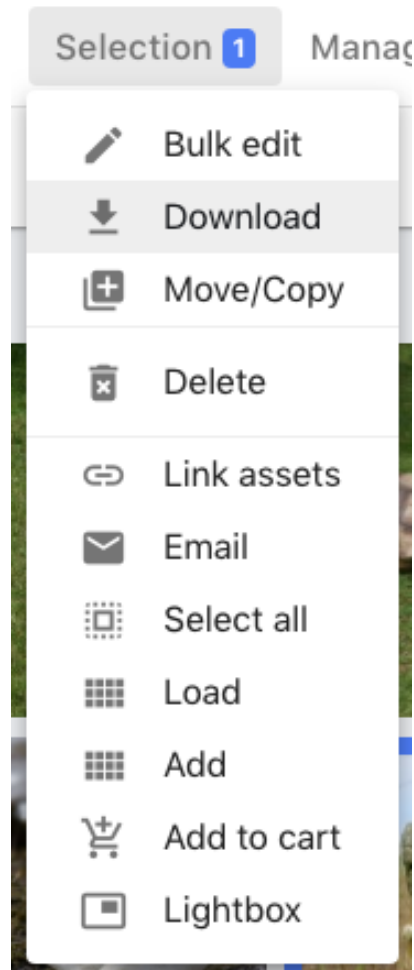 Selection 1 Manag
Bulk edit
Download
Move/Copy
Delete
Link assets
Email
Select all
Load
Add
Add to cart
Lightbox